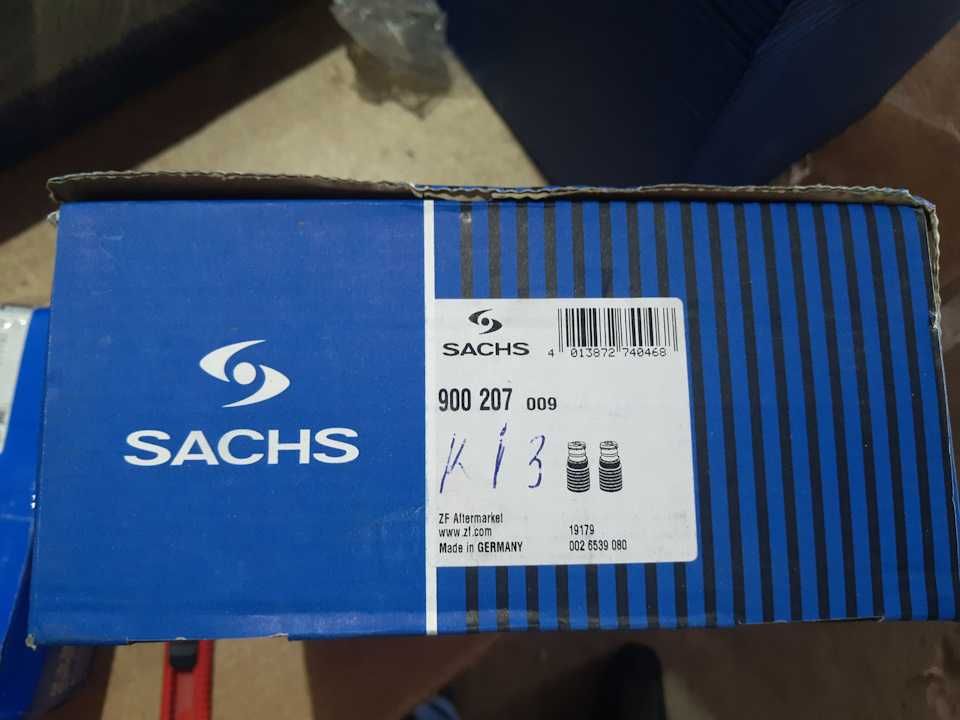 SACHS
SACHS
4 013872 740468
900 207 009
K 13
ZF Aftermarket
www.zf.com
Made in GERMANY
19179
002 6539 080